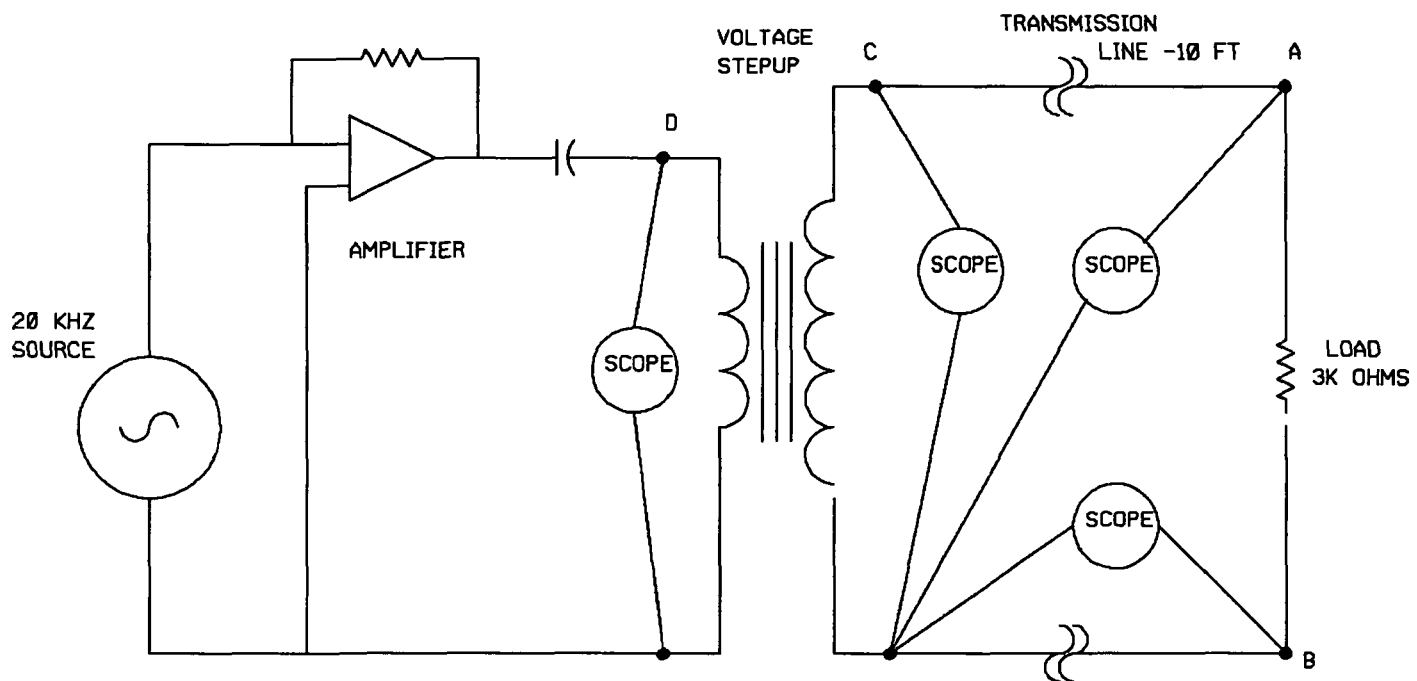 VOLTAGE
STEPUP
C
TRANSMISSION
LINE -10 FT
A
D
AMPLIFIER
SCOPE
SCOPE
20 KHZ
SOURCE
SCOPE
LOAD
3K OHMS
SCOPE
B